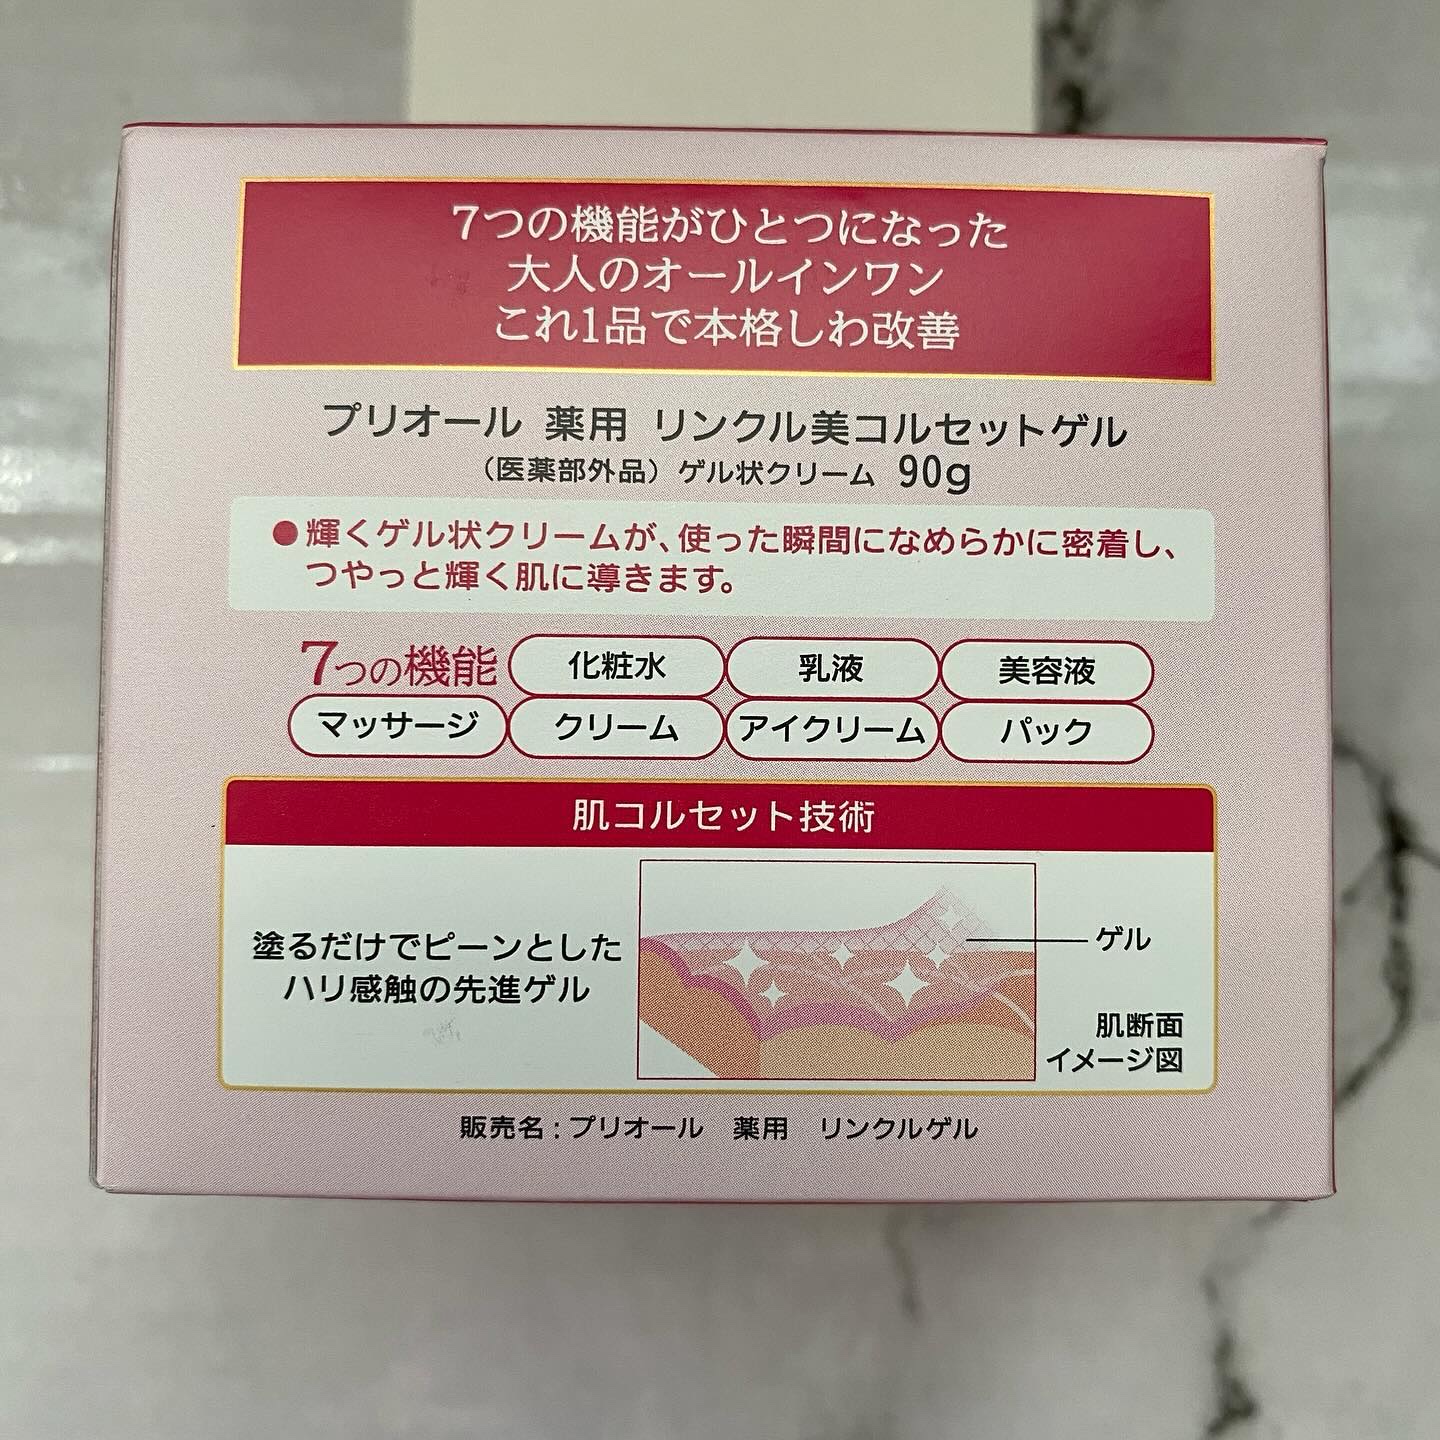 7つの機能がひとつになった
大人のオールインワン
これ1品で本格しわ改善
プリオール 薬用 リンクル美コルセットゲル
（医薬部外品）ゲル状クリーム 90g
●輝くゲル状クリームが、使った瞬間になめらかに密着し、
つやっと輝く肌に導きます。
7つの機能 化粧水 乳液 美容液
マッサージ クリーム アイクリーム パック
肌コルセット技術
塗るだけでピーンとした
ハリ感触の先進ゲル
ゲル
肌断面
イメージ図
販売名：プリオール 薬用 リンクルゲル